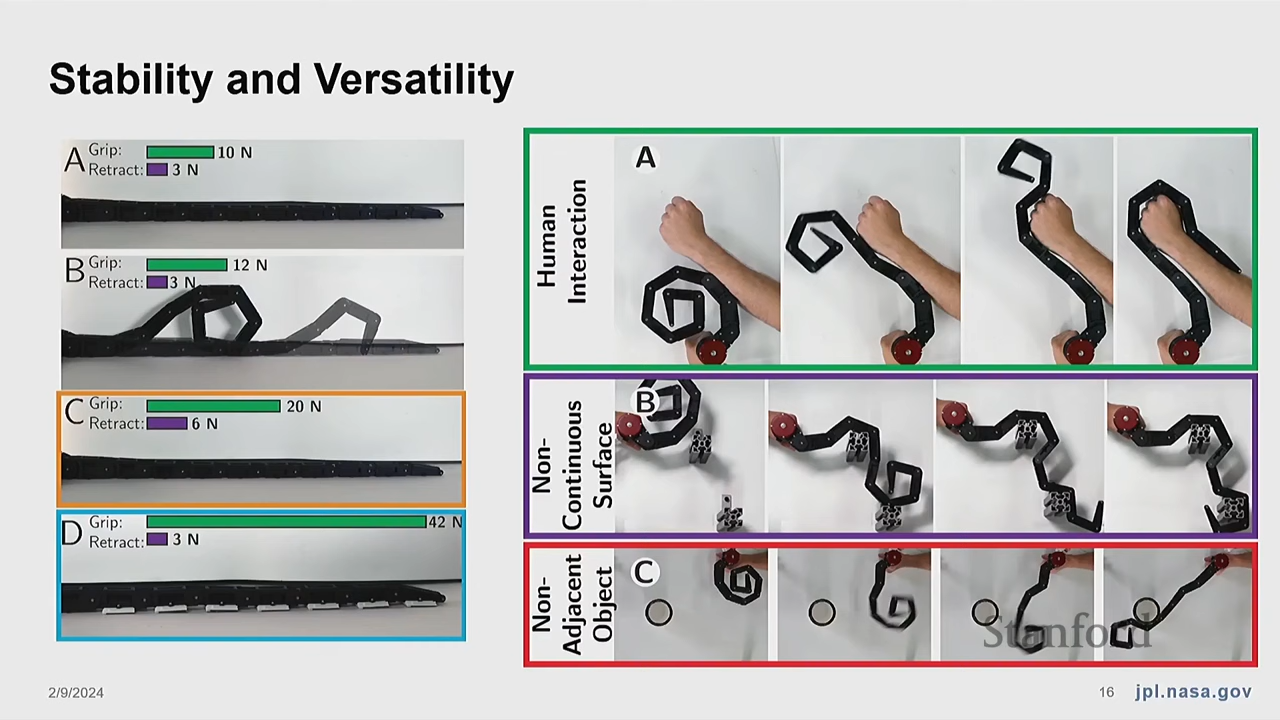 Stability and Versatility
A
Grip:
10 N
Retract:
3 N
B
Grip:
12 N
Retract:
3 N
C
Grip:
20 N
Retract:
6 N
D
Grip:
42 N
Retract:
3 N
Human
Interaction
A
Non-
Continuous
Surface
B
Non-
Adjacent
Object
C
Stanford
2/9/2024
16
jpl.nasa.gov